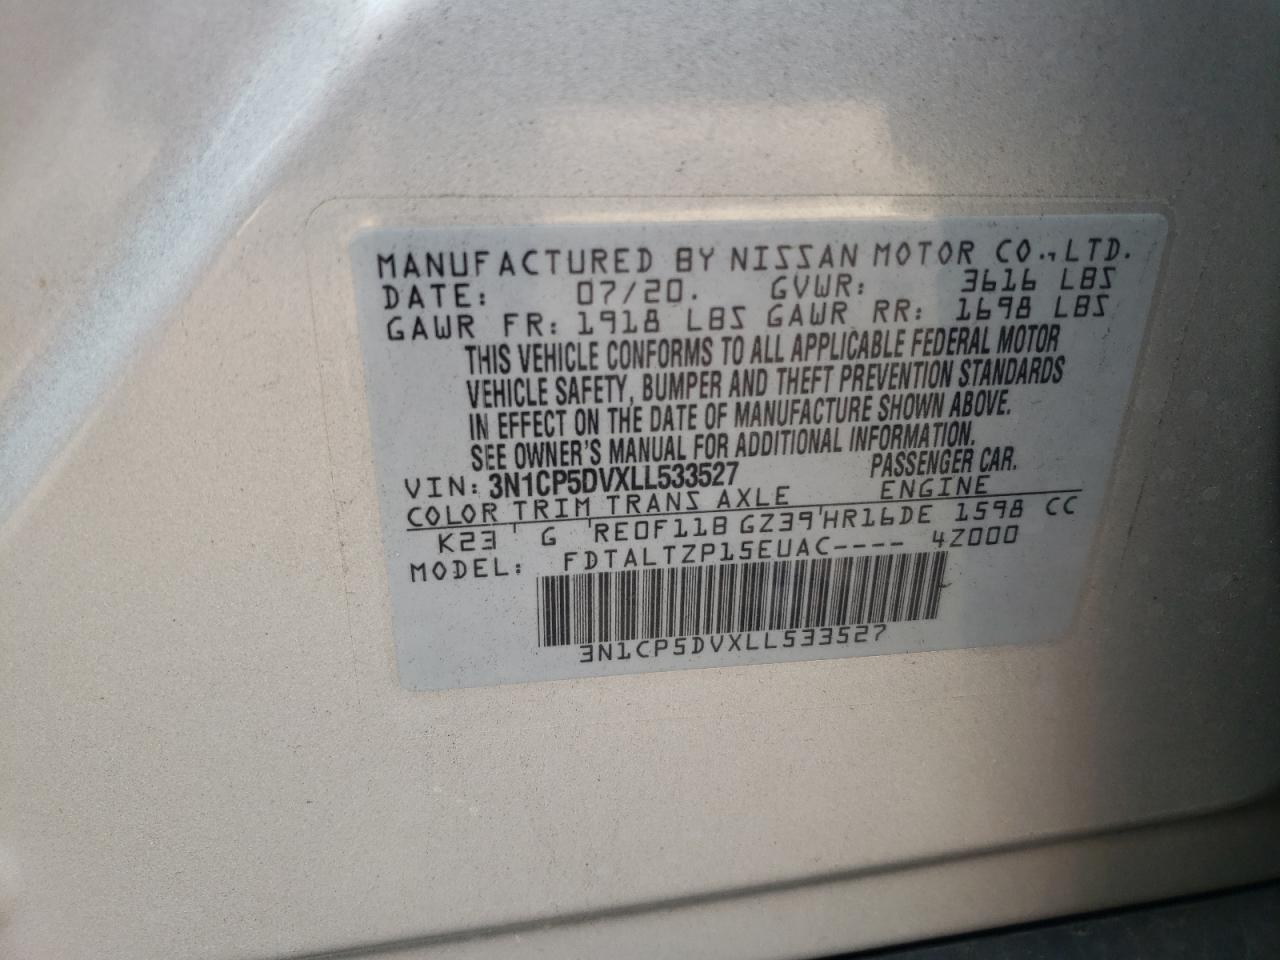 MANUFACTURED BY NISSAN MOTOR CO., LTD.
DATE: 07/20. GVWR: 3616 LBS
GAWR FR: 1918 LBS GAWR RR: 1698 LBS
THIS VEHICLE CONFORMS TO ALL APPLICABLE FEDERAL MOTOR
VEHICLE SAFETY, BUMPER AND THEFT PREVENTION STANDARDS
IN EFFECT ON THE DATE OF MANUFACTURE SHOWN ABOVE.
SEE OWNER'S MANUAL FOR ADDITIONAL INFORMATION.
VIN: 3N1CP5DVXLL533527 PASSENGER CAR.
COLOR TRIM TRANS AXLE ENGINE
K23 G RE0F11B GZ39 HR16DE 1598 CC
MODEL: FDTALTZP15EUAC---- 4Z000
3N1CP5DVXLL533527